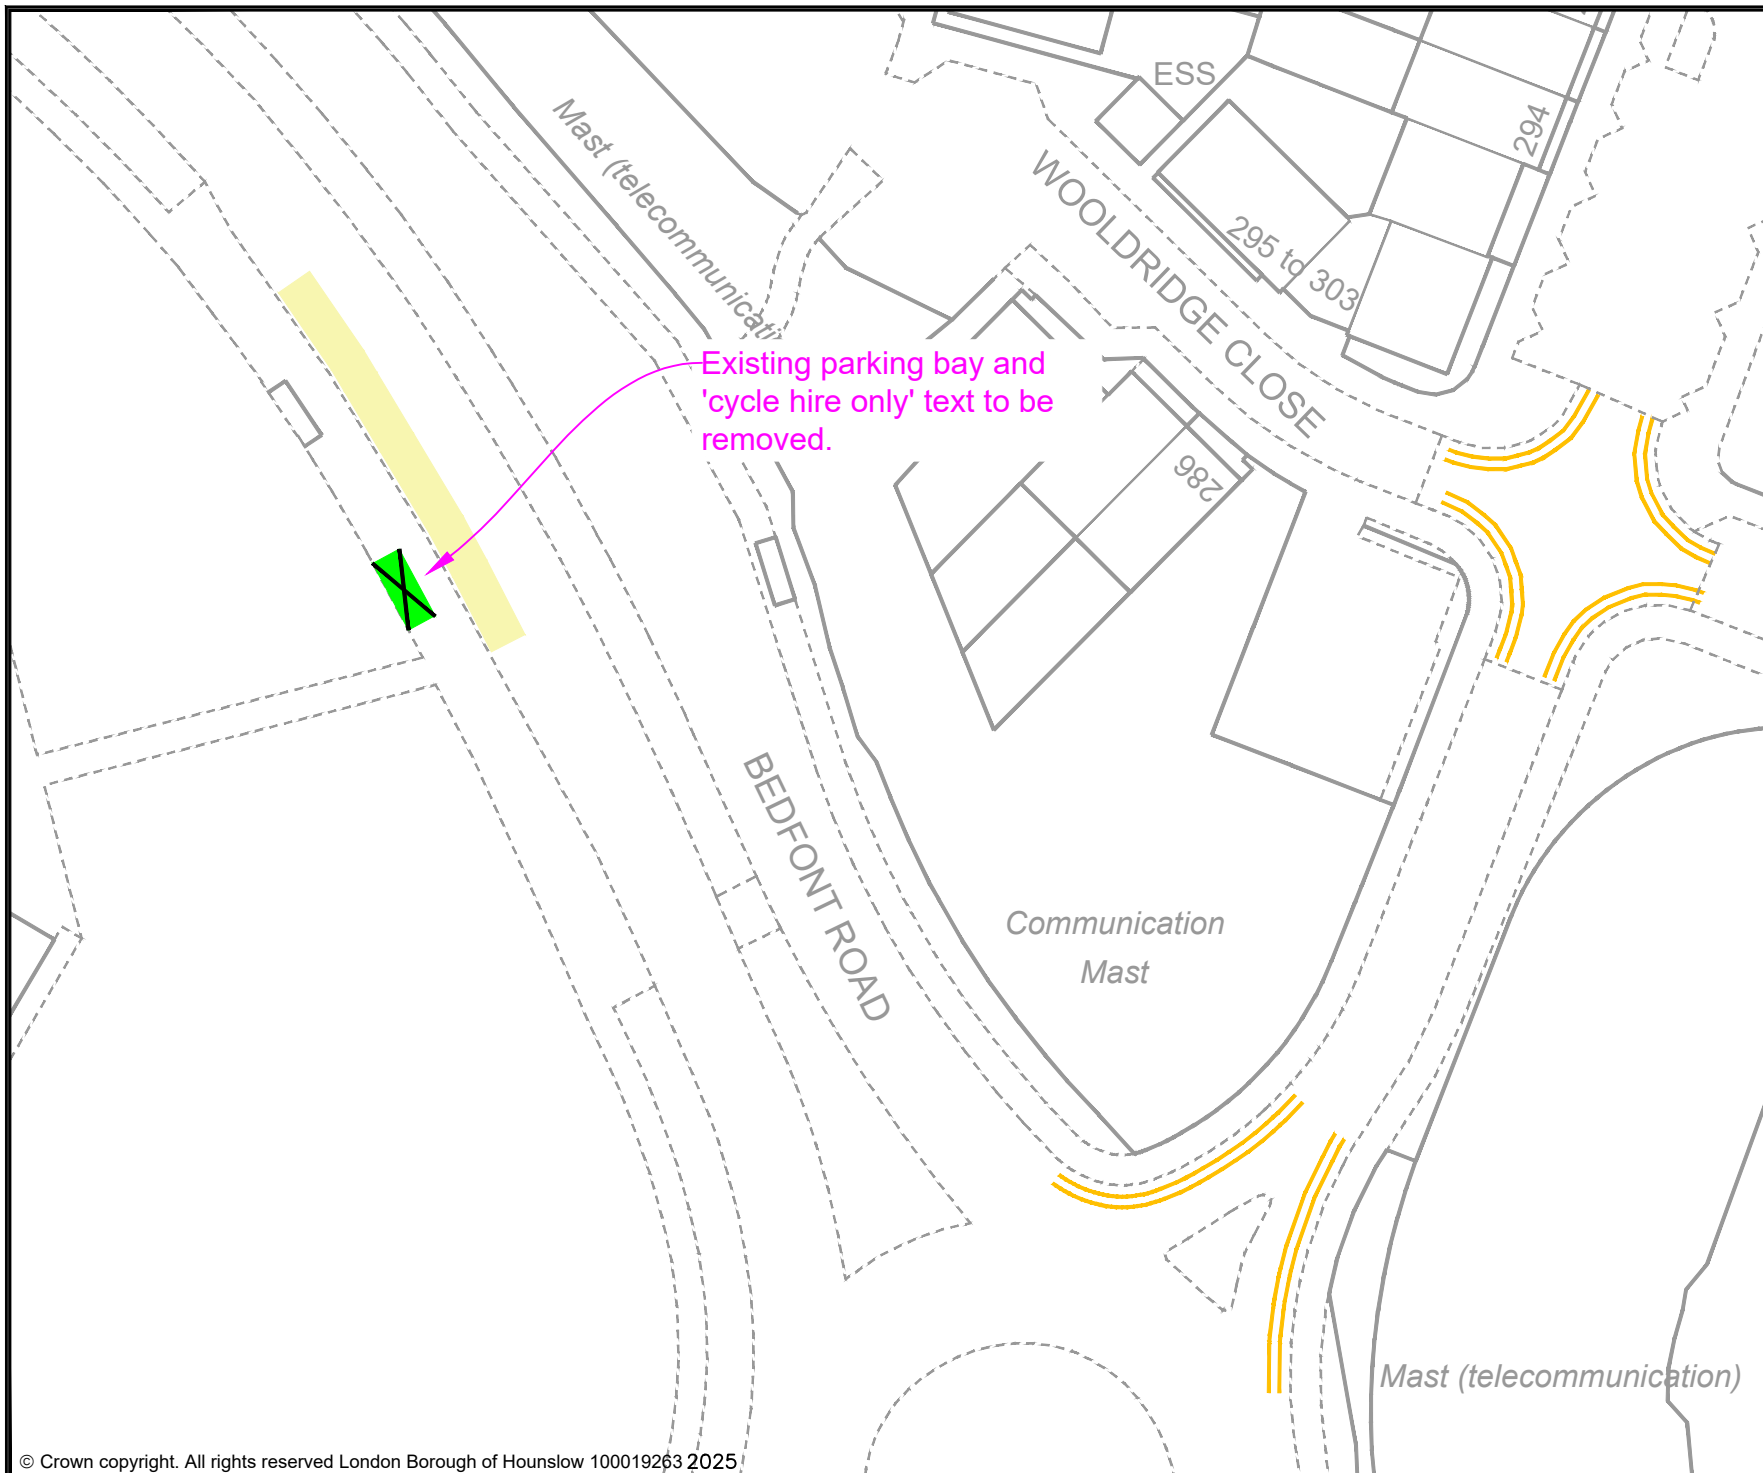 ESS
294
Mast (telecommunicati
WOOLDRIDGE CLOSE
295 to 303
Existing parking bay and
'cycle hire only' text to be
removed.
286
BEDFONT ROAD
Communication
Mast
Mast (telecommunication)
© Crown copyright. All rights reserved London Borough of Hounslow 100019263 2025